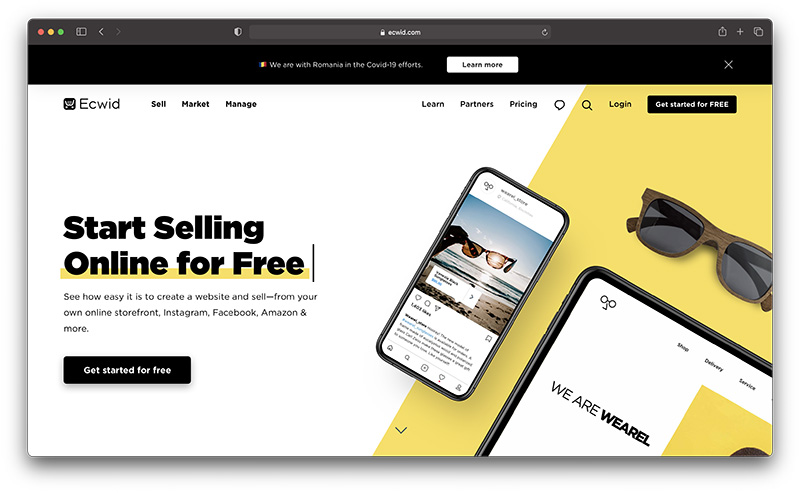 ecwid.com
We are with Romania in the Covid-19 efforts.
Learn more
Ecwid
Sell
Market
Manage
Learn
Partners
Pricing
Login
Get started for FREE
Start Selling
Online for Free
See how easy it is to create a website and sell—from your
own online storefront, Instagram, Facebook, Amazon &
more.
Get started for free
wearel_store
1,403 likes
Shop
Delivery
Service
WE ARE WEAREL